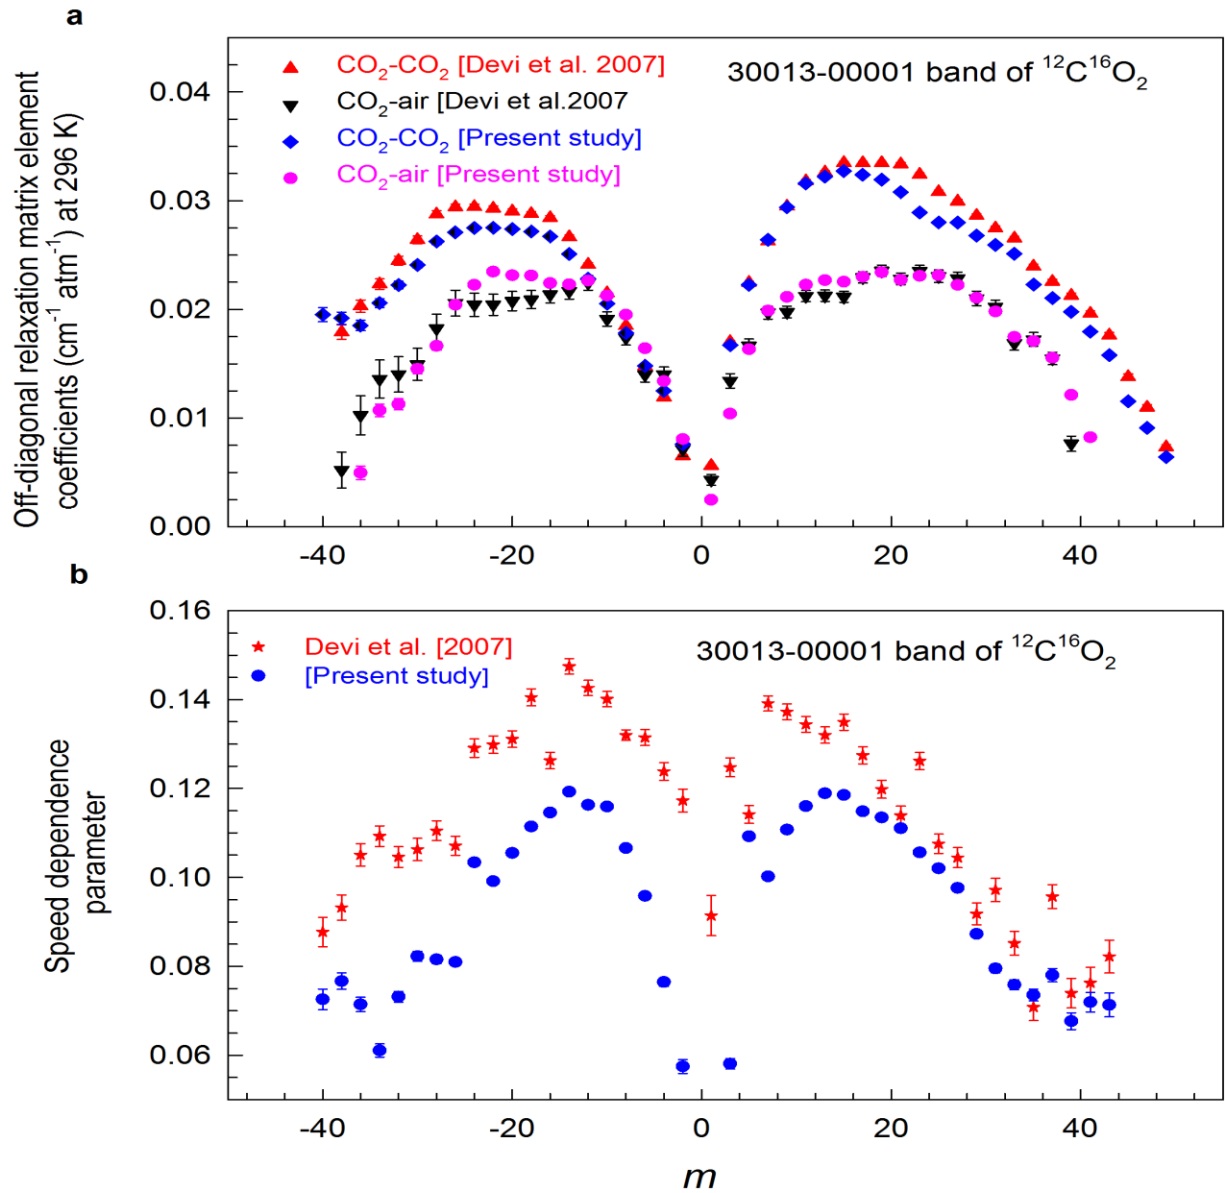 a
CO₂-CO₂ [Devi et al. 2007]
CO₂-air [Devi et al.2007
CO₂-CO₂ [Present study]
CO₂-air [Present study]
30013-00001 band of ¹²C¹⁶O₂
Off-diagonal relaxation matrix element
coefficients (cm⁻¹ atm⁻¹) at 296 K)
0.04
0.03
0.02
0.01
0.00
-40 -20 0 20 40
b
Devi et al. [2007]
[Present study]
30013-00001 band of ¹²C¹⁶O₂
Speed dependence
parameter
0.16
0.14
0.12
0.10
0.08
0.06
-40 -20 0 20 40
m